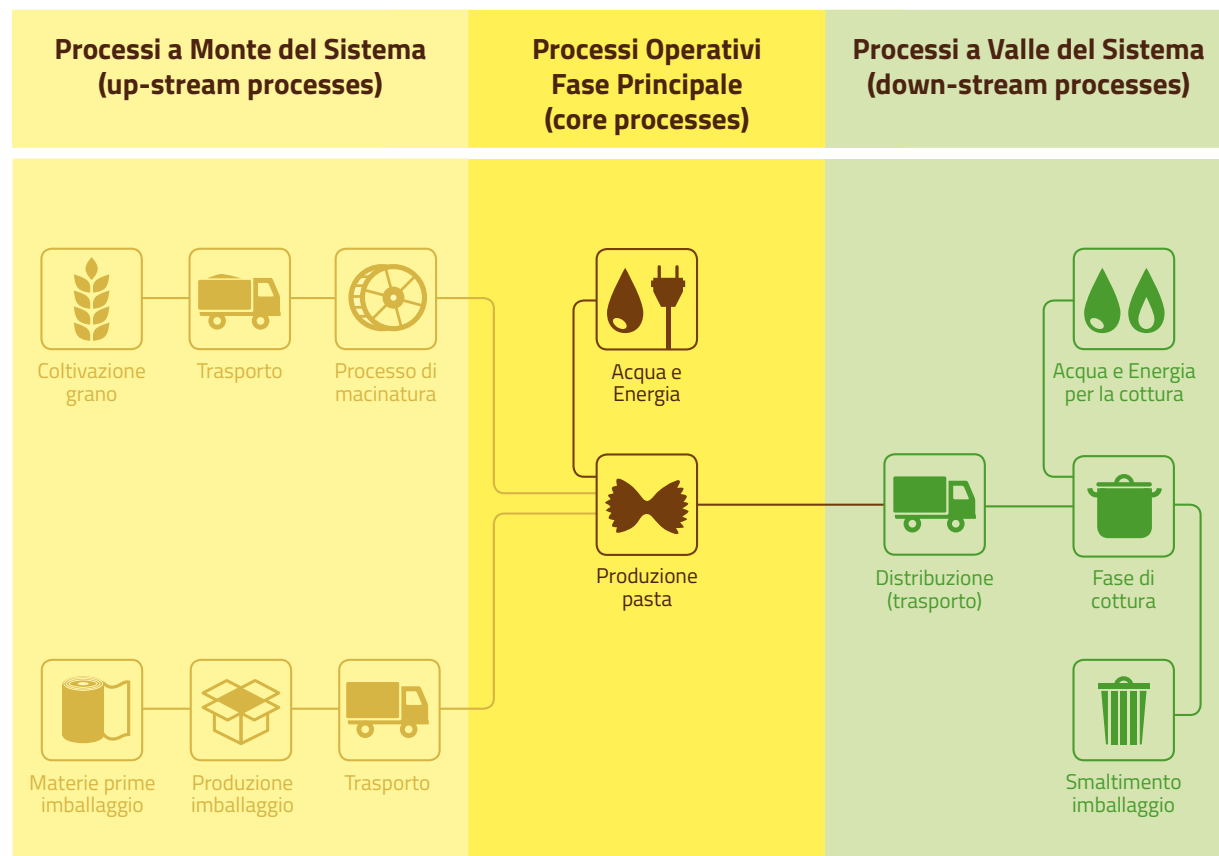 Processi a Monte del Sistema
(up-stream processes)
Processi Operativi
Fase Principale
(core processes)
Processi a Valle del Sistema
(down-stream processes)
Coltivazione
grano
Trasporto
Processo di
macinatura
Acqua e
Energia
Acqua e Energia
per la cottura
Produzione
pasta
Distribuzione
(trasporto)
Fase di
cottura
Materie prime
imballaggio
Produzione
imballaggio
Trasporto
Smaltimento
imballaggio